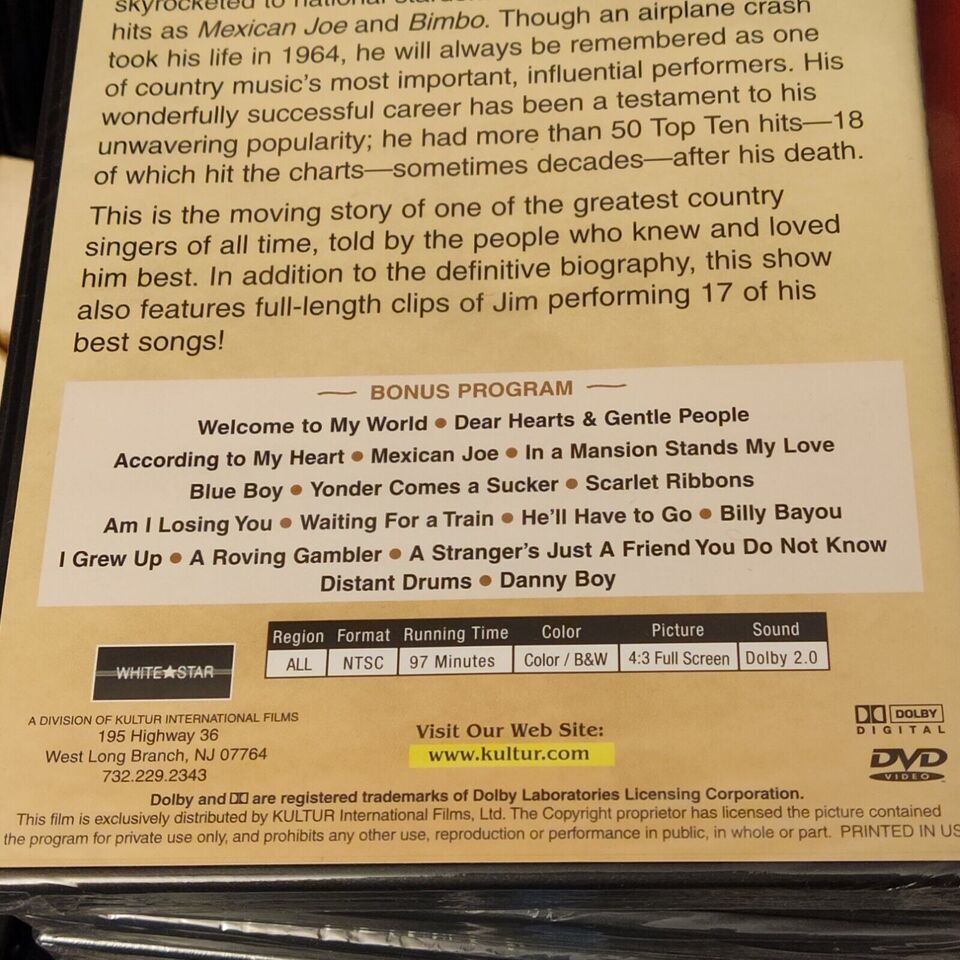 skyrocketed to national
hits as Mexican Joe and Bimbo. Though an airplane crash
took his life in 1964, he will always be remembered as one
of country music's most important, influential performers. His
wonderfully successful career has been a testament to his
unwavering popularity; he had more than 50 Top Ten hits—18
of which hit the charts—sometimes decades—after his death.
This is the moving story of one of the greatest country
singers of all time, told by the people who knew and loved
him best. In addition to the definitive biography, this show
also features full-length clips of Jim performing 17 of his
best songs!
BONUS PROGRAM
Welcome to My World • Dear Hearts & Gentle People
According to My Heart • Mexican Joe • In a Mansion Stands My Love
Blue Boy • Yonder Comes a Sucker • Scarlet Ribbons
Am I Losing You • Waiting For a Train • He'll Have to Go • Billy Bayou
I Grew Up • A Roving Gambler • A Stranger's Just A Friend You Do Not Know
Distant Drums • Danny Boy
Region Format Running Time Color Picture Sound
ALL NTSC 97 Minutes Color / B&W 4:3 Full Screen Dolby 2.0
WHITE★STAR
A DIVISION OF KULTUR INTERNATIONAL FILMS
195 Highway 36
West Long Branch, NJ 07764
732.229.2343
Visit Our Web Site:
www.kultur.com
DOLBY
DIGITAL
DVD
VIDEO
Dolby and DD are registered trademarks of Dolby Laboratories Licensing Corporation.
This film is exclusively distributed by KULTUR International Films, Ltd. The Copyright proprietor has licensed the picture contained
the program for private use only, and prohibits any other use, reproduction or performance in public, in whole or part. PRINTED IN US